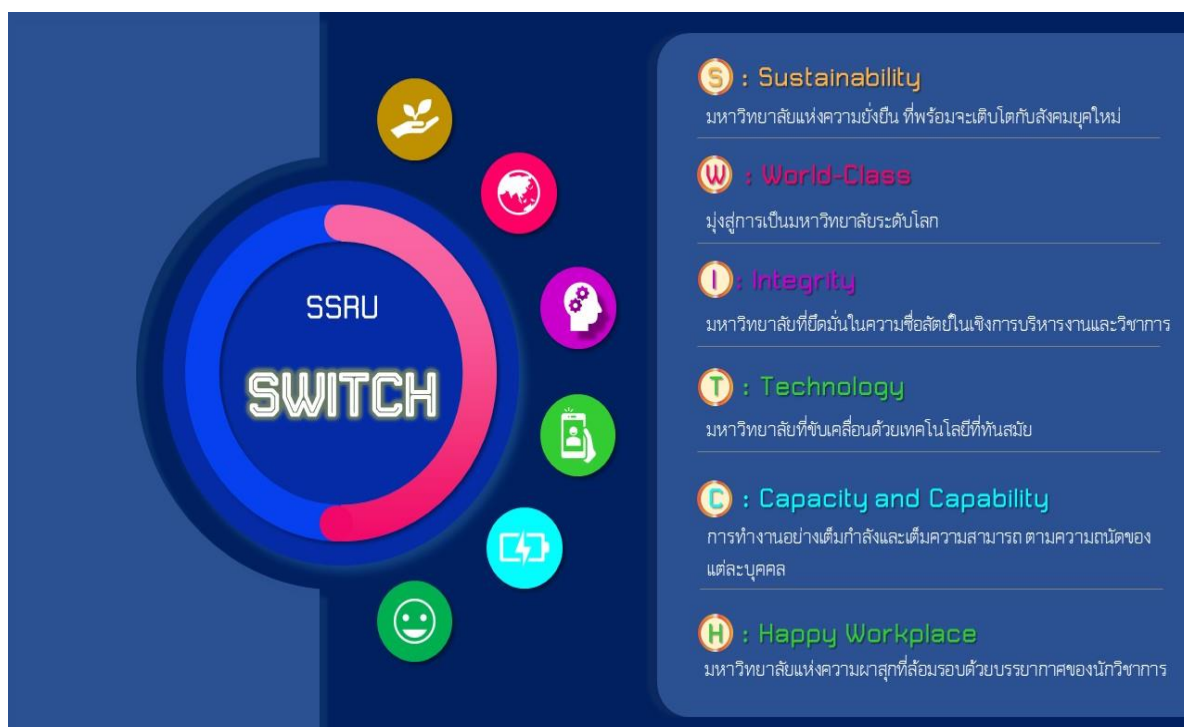 SSRU
SWITCH
S : Sustainability
มหาวิทยาลัยแห่งความยั่งยืน ที่พร้อมจะเติบโตกับสังคมยุคใหม่
W : World-Class
มุ่งสู่การเป็นมหาวิทยาลัยระดับโลก
I : Integrity
มหาวิทยาลัยที่ยึดมั่นในความซื่อสัตย์ในเชิงการบริหารงานและวิชาการ
T : Technology
มหาวิทยาลัยที่ขับเคลื่อนด้วยเทคโนโลยีที่ทันสมัย
C : Capacity and Capability
การทำงานอย่างเต็มกำลังและเต็มความสามารถ ตามความถนัดของ
แต่ละบุคคล
H : Happy Workplace
มหาวิทยาลัยแห่งความผาสุกที่ล้อมรอบด้วยบรรยากาศของนักวิชาการ